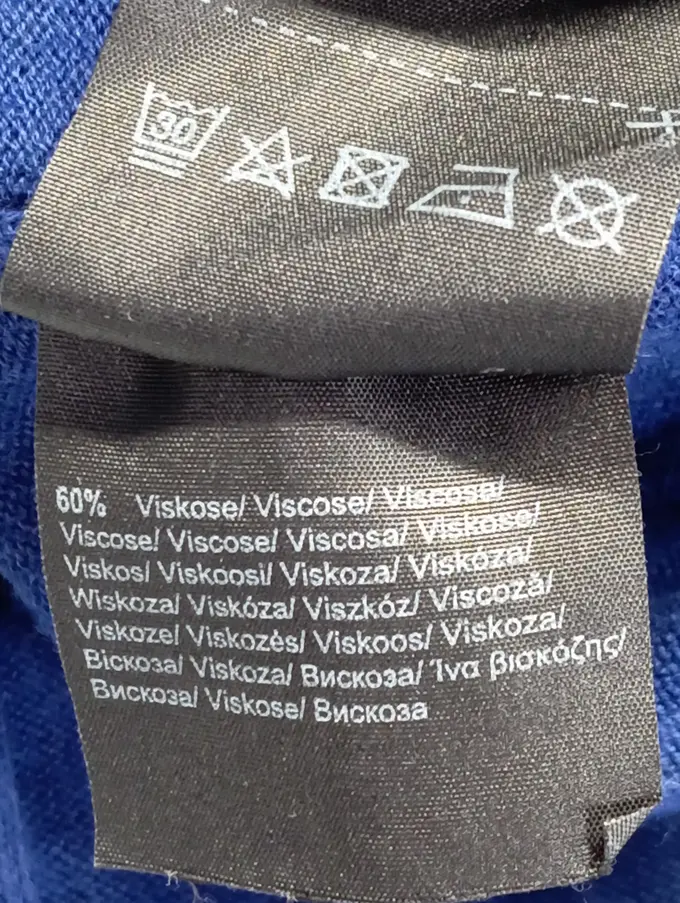 30
60% Viskose/ Viscose/ Viscosa/
Viscose/ Viscose/ Viscosa/ Viskose/
Viskos/ Viskoosi/ Viskoza/ Viskóza/
Wiskoza/ Viskóza/ Viszkóz/ Viscoză/
Viskoze/ Viskozės/ Viskoos/ Viskoza/
Віскоза/ Viskoza/ Вискоза/ Ίνα βισκόζης/
Вискоза/ Viskose/ Вискоза